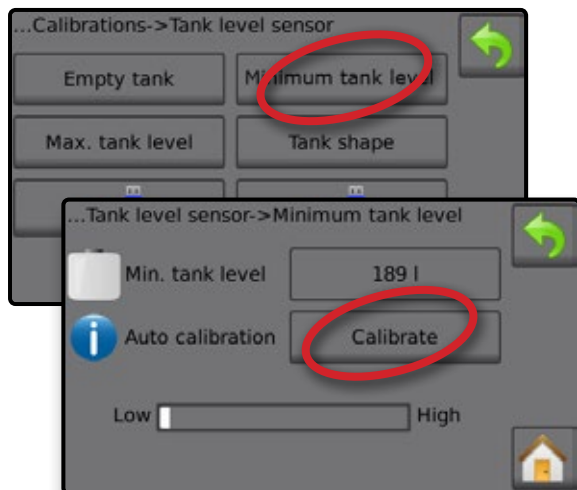 ...Calibrations->Tank level sensor
Empty tank
Minimum tank level
Max. tank level
Tank shape
...Tank level sensor->Minimum tank level
Min. tank level
189 l
Auto calibration
Calibrate
Low
High